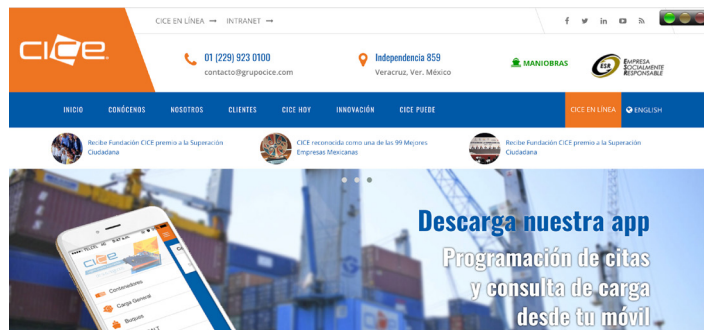 CICE EN LÍNEA → INTRANET →
CICE
01 (229) 923 0100
contacto@grupocice.com
Independencia 859
Veracruz, Ver. México
MANIOBRAS
ESR
EMPRESA
SOCIALMENTE
RESPONSABLE
INICIO CONÓCENOS NOSOTROS CLIENTES CICE HOY INNOVACIÓN CICE PUEDE CICE EN LÍNEA ENGLISH
Recibe Fundación CICE premio a la Superación
Ciudadana
CICE reconocida como una de las 99 Mejores
Empresas Mexicanas
Recibe Fundación CICE premio a la Superación
Ciudadana
Descarga nuestra app
Programación de citas
y consulta de carga
desde tu móvil
CICE
Contenedores
Carga General
Buques